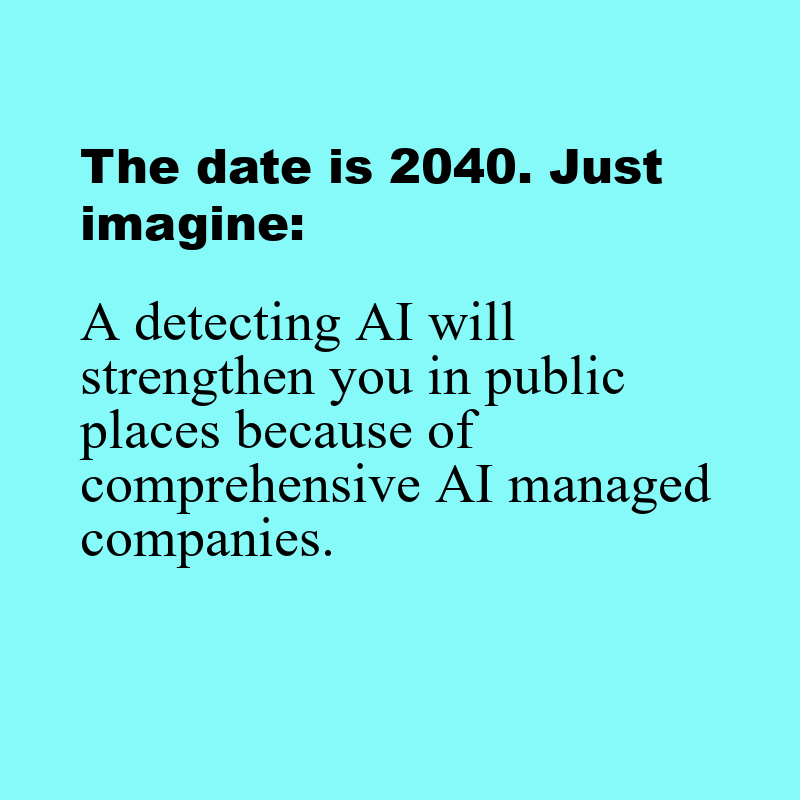 The date is 2040. Just
imagine:
A detecting AI will
strengthen you in public
places because of
comprehensive AI managed
companies.